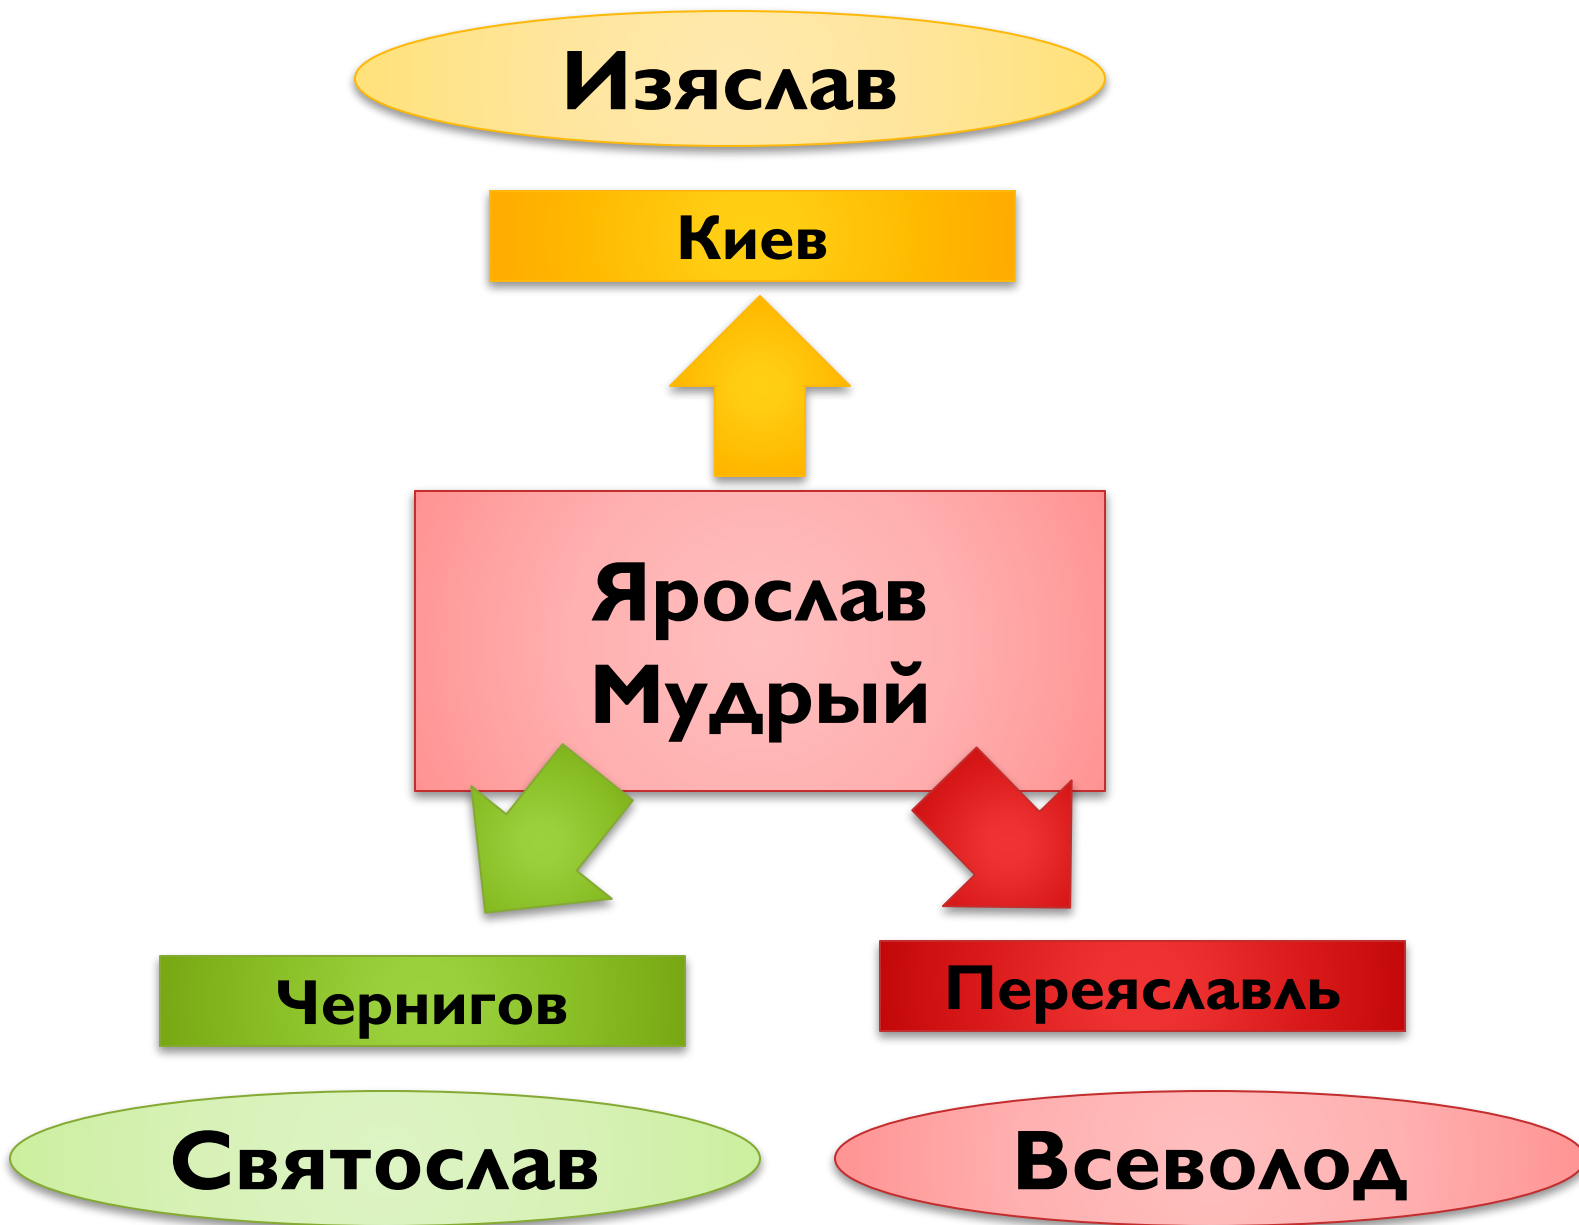 Изяслав
Киев
Ярослав
Мудрый
Чернигов
Переяславль
Святослав
Всеволод